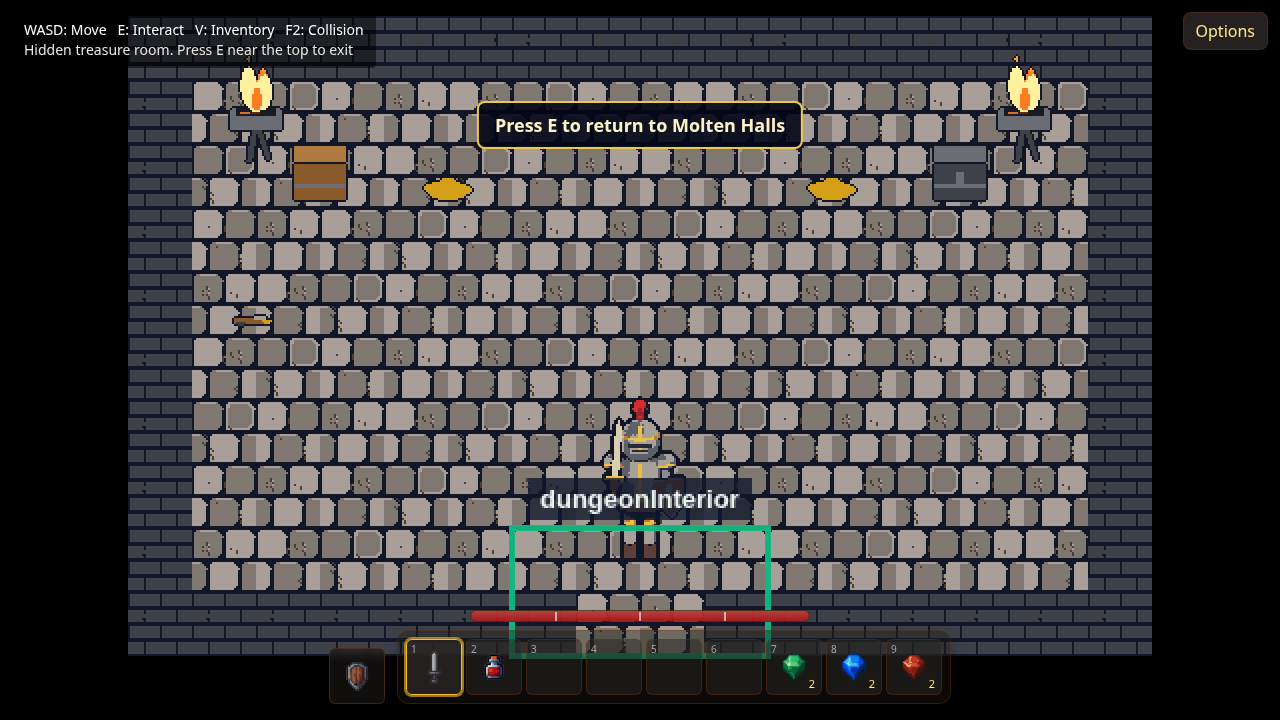 WASD: Move   E: Interact   V: Inventory   F2: Collision
Hidden treasure room. Press E near the top to exit
Options
Press E to return to Molten Halls
dungeonInterior
1
2
3
4
5
6
7
8
9
2
2
2